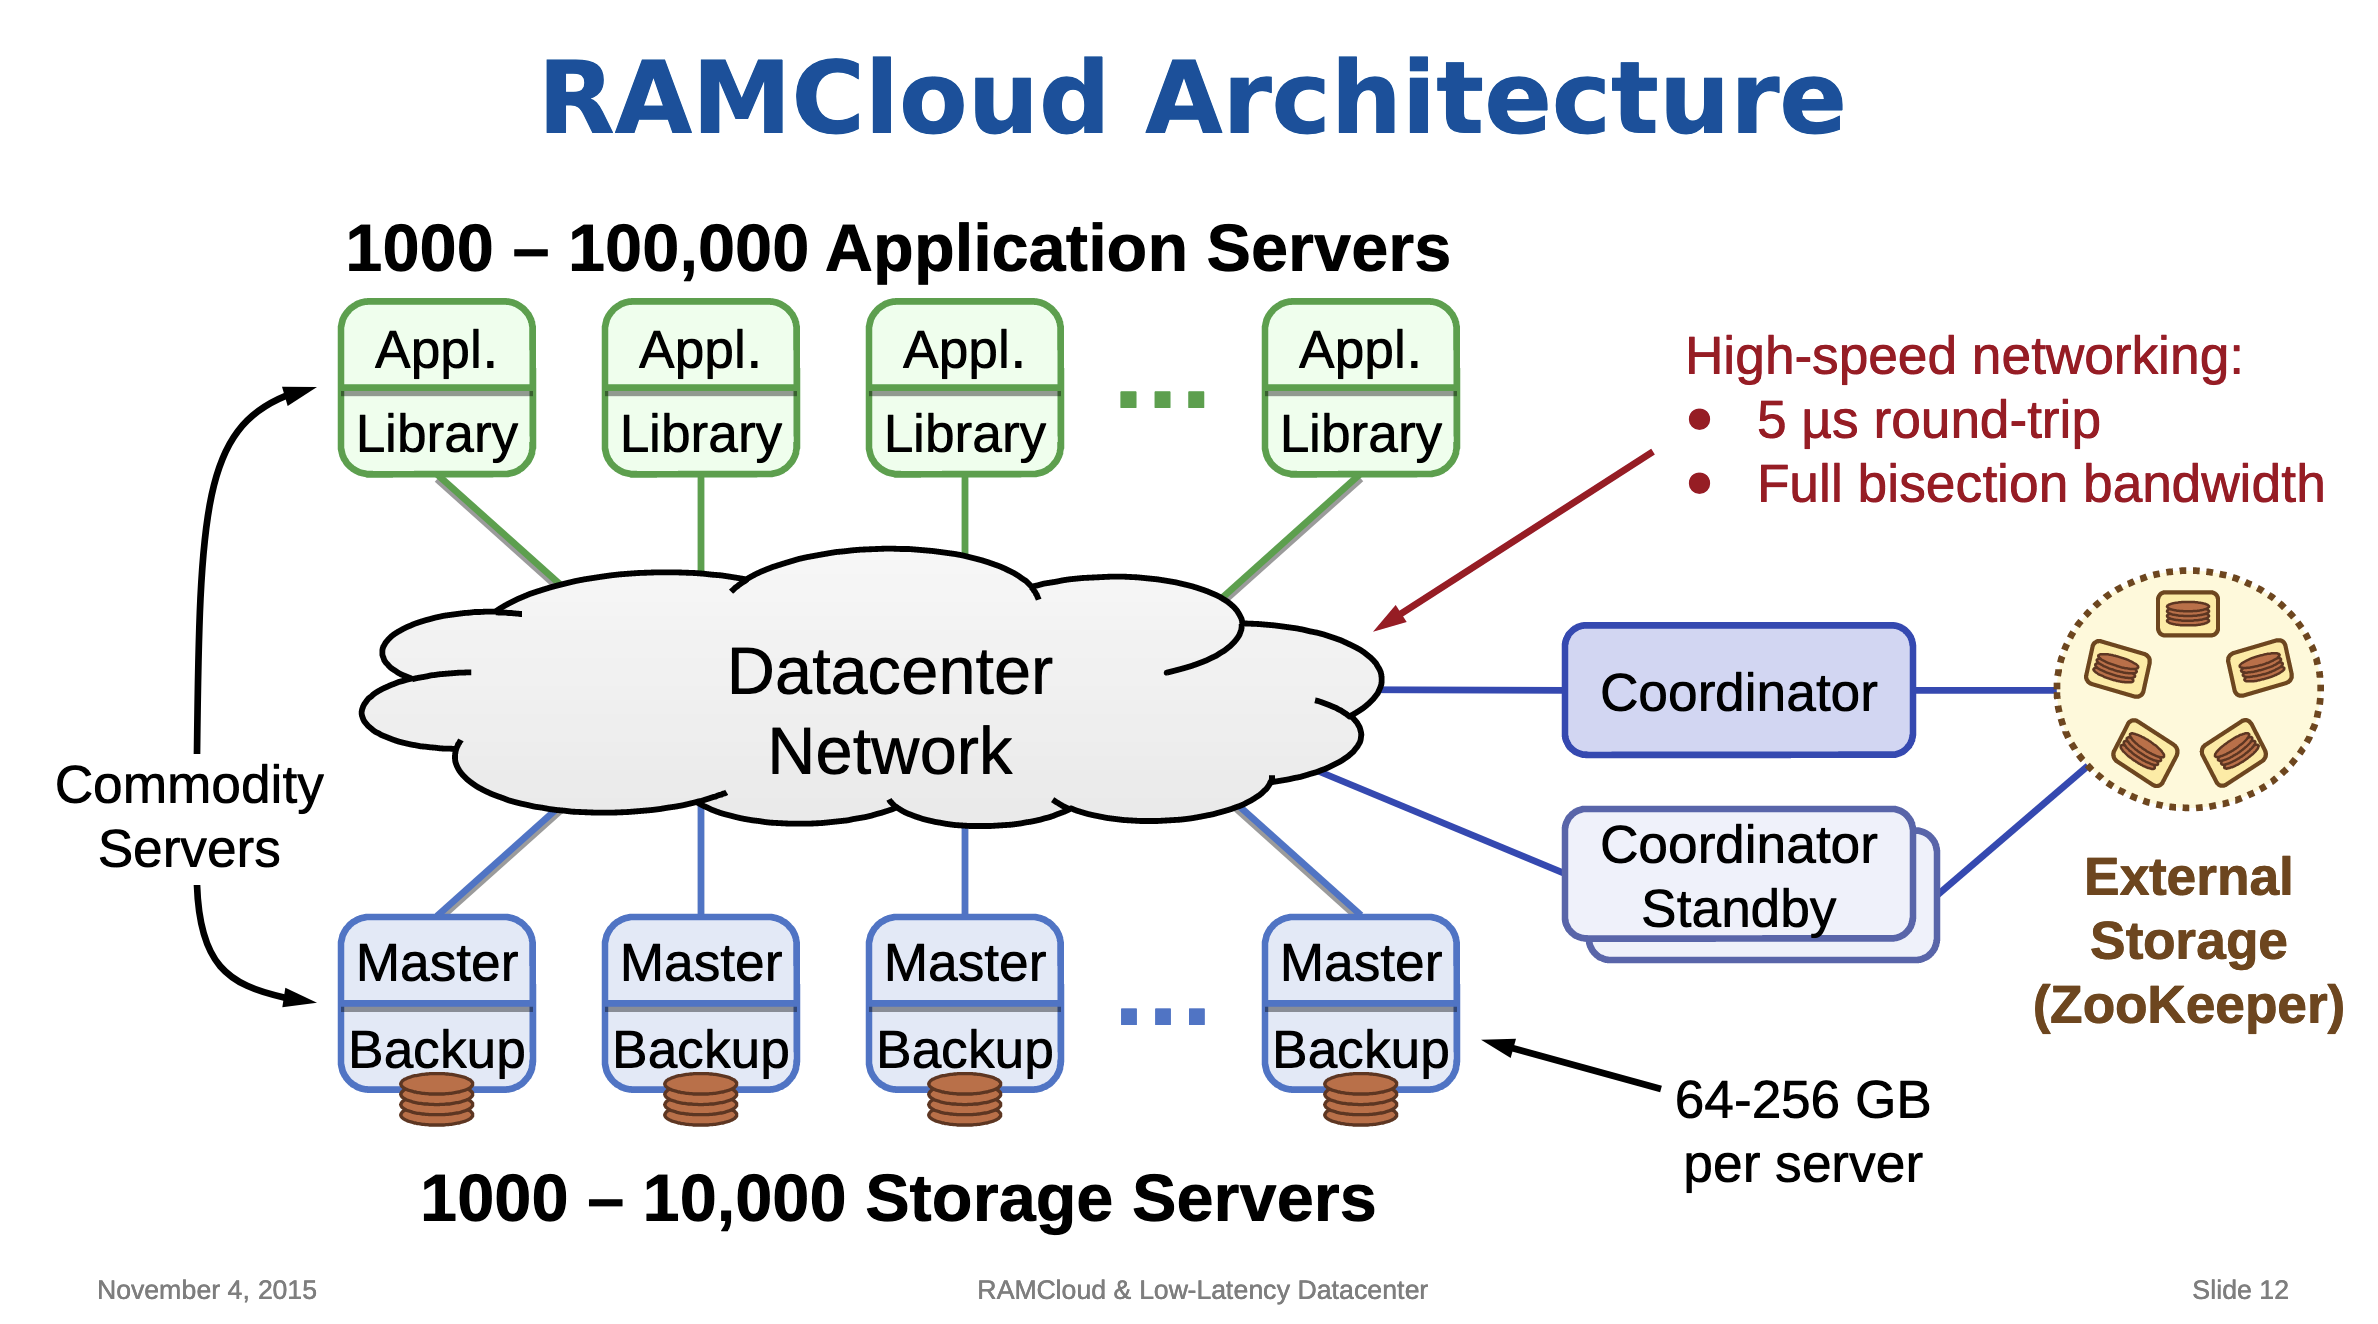 RAMCloud Architecture
1000 – 100,000 Application Servers
Appl.
Library
Appl.
Library
Appl.
Library
Appl.
Library
High-speed networking:
● 5 µs round-trip
● Full bisection bandwidth
Datacenter
Network
Commodity
Servers
Coordinator
Coordinator
Standby
External
Storage
(ZooKeeper)
Master
Backup
Master
Backup
Master
Backup
Master
Backup
64-256 GB
per server
1000 – 10,000 Storage Servers
November 4, 2015
RAMCloud & Low-Latency Datacenter
Slide 12